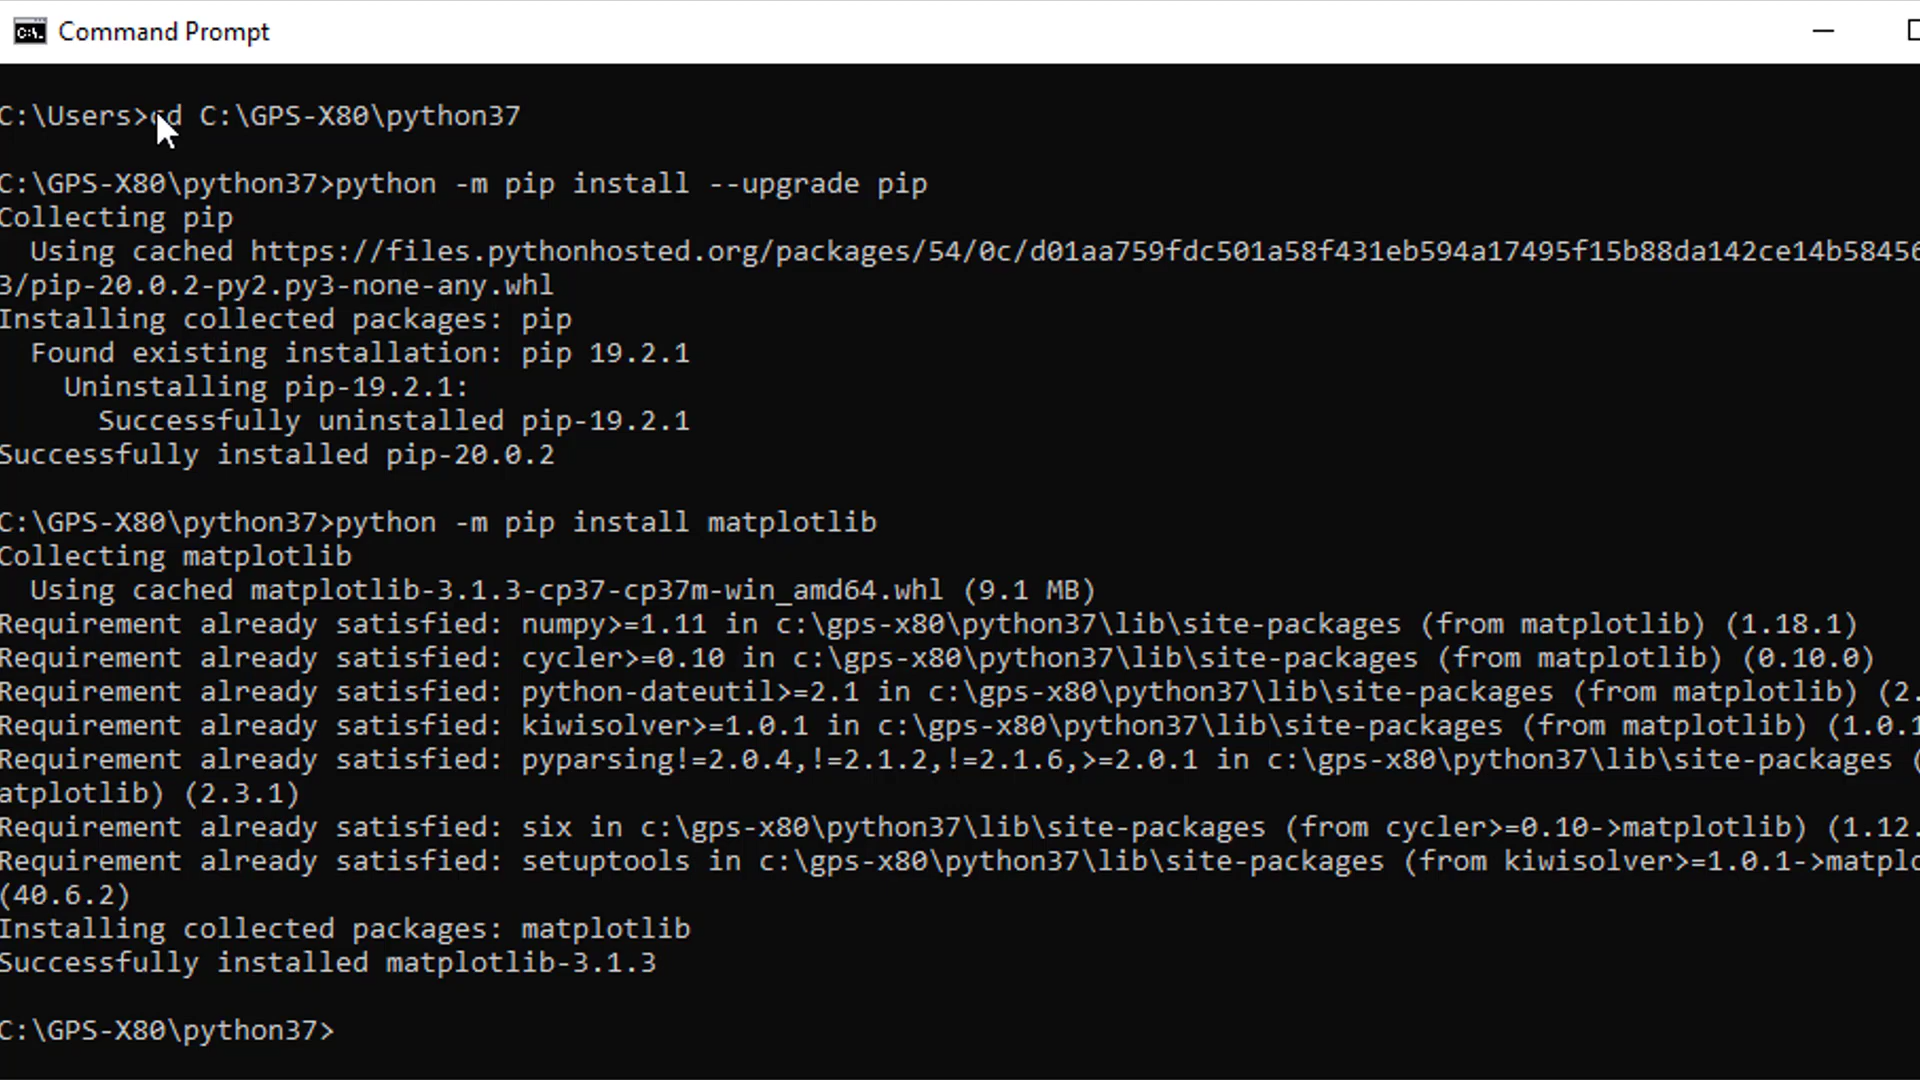 Command Prompt
C:\Users>cd C:\GPS-X80\python37
C:\GPS-X80\python37>python -m pip install --upgrade pip
Collecting pip
  Using cached https://files.pythonhosted.org/packages/54/0c/d01aa759fdc501a58f431eb594a17495f15b88da142ce14b58456
3/pip-20.0.2-py2.py3-none-any.whl
Installing collected packages: pip
  Found existing installation: pip 19.2.1
    Uninstalling pip-19.2.1:
      Successfully uninstalled pip-19.2.1
Successfully installed pip-20.0.2
C:\GPS-X80\python37>python -m pip install matplotlib
Collecting matplotlib
  Using cached matplotlib-3.1.3-cp37-cp37m-win_amd64.whl (9.1 MB)
Requirement already satisfied: numpy>=1.11 in c:\gps-x80\python37\lib\site-packages (from matplotlib) (1.18.1)
Requirement already satisfied: cycler>=0.10 in c:\gps-x80\python37\lib\site-packages (from matplotlib) (0.10.0)
Requirement already satisfied: python-dateutil>=2.1 in c:\gps-x80\python37\lib\site-packages (from matplotlib) (2.
Requirement already satisfied: kiwisolver>=1.0.1 in c:\gps-x80\python37\lib\site-packages (from matplotlib) (1.0.1
Requirement already satisfied: pyparsing!=2.0.4,!=2.1.2,!=2.1.6,>=2.0.1 in c:\gps-x80\python37\lib\site-packages (
atplotlib) (2.3.1)
Requirement already satisfied: six in c:\gps-x80\python37\lib\site-packages (from cycler>=0.10->matplotlib) (1.12.
Requirement already satisfied: setuptools in c:\gps-x80\python37\lib\site-packages (from kiwisolver>=1.0.1->matplo
(40.6.2)
Installing collected packages: matplotlib
Successfully installed matplotlib-3.1.3
C:\GPS-X80\python37>